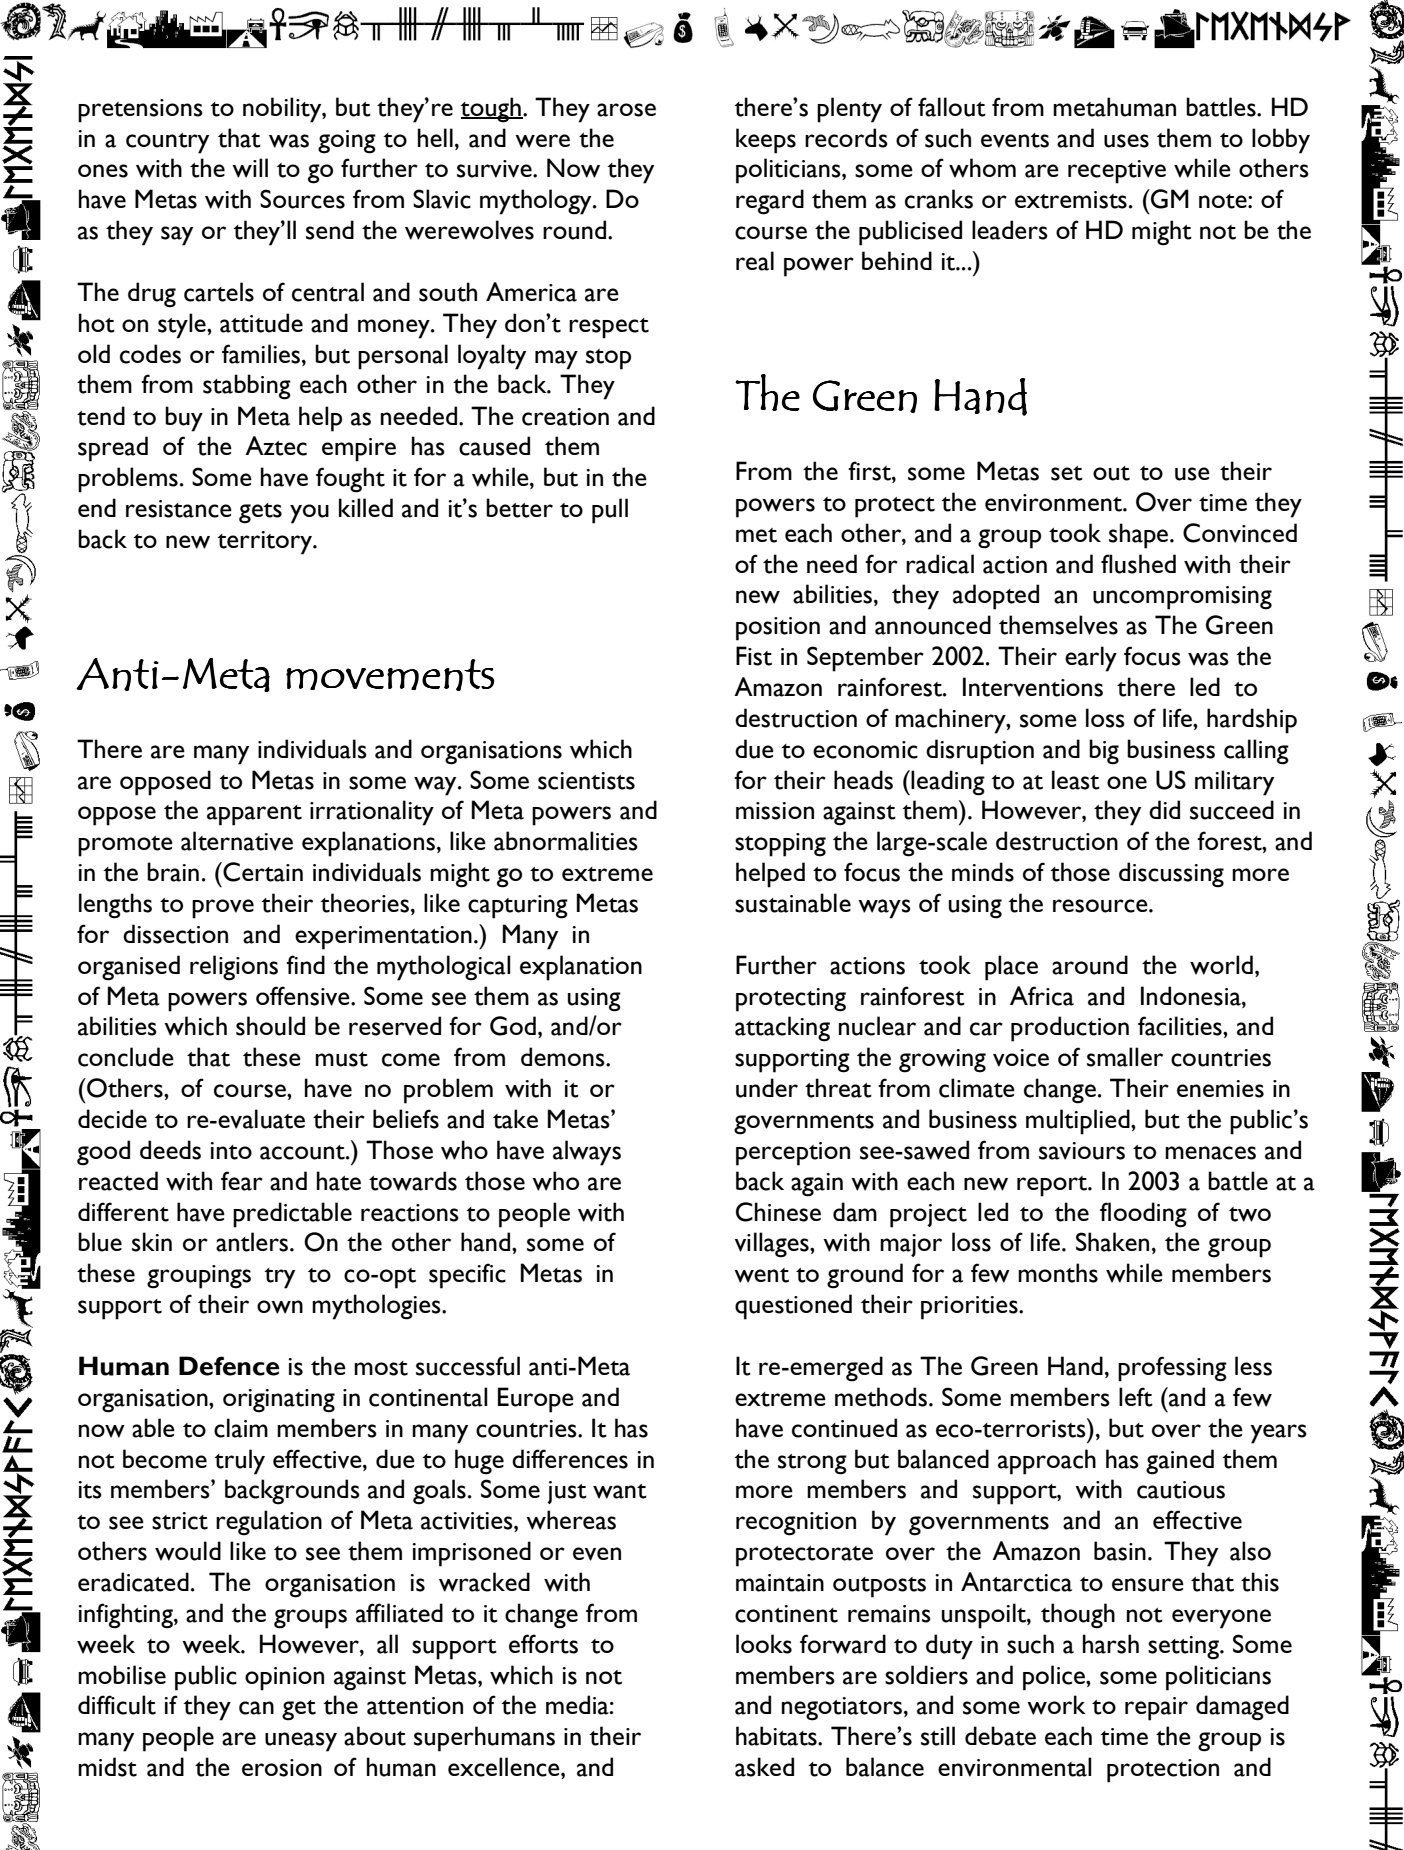 pretensions to nobility, but they’re tough. They arose
in a country that was going to hell, and were the
ones with the will to go further to survive. Now they
have Metas with Sources from Slavic mythology. Do
as they say or they’ll send the werewolves round.
The drug cartels of central and south America are
hot on style, attitude and money. They don’t respect
old codes or families, but personal loyalty may stop
them from stabbing each other in the back. They
tend to buy in Meta help as needed. The creation and
spread of the Aztec empire has caused them
problems. Some have fought it for a while, but in the
end resistance gets you killed and it’s better to pull
back to new territory.
Anti-Meta movements
There are many individuals and organisations which
are opposed to Metas in some way. Some scientists
oppose the apparent irrationality of Meta powers and
promote alternative explanations, like abnormalities
in the brain. (Certain individuals might go to extreme
lengths to prove their theories, like capturing Metas
for dissection and experimentation.) Many in
organised religions find the mythological explanation
of Meta powers offensive. Some see them as using
abilities which should be reserved for God, and/or
conclude that these must come from demons.
(Others, of course, have no problem with it or
decide to re-evaluate their beliefs and take Metas’
good deeds into account.) Those who have always
reacted with fear and hate towards those who are
different have predictable reactions to people with
blue skin or antlers. On the other hand, some of
these groupings try to co-opt specific Metas in
support of their own mythologies.
Human Defence is the most successful anti-Meta
organisation, originating in continental Europe and
now able to claim members in many countries. It has
not become truly effective, due to huge differences in
its members’ backgrounds and goals. Some just want
to see strict regulation of Meta activities, whereas
others would like to see them imprisoned or even
eradicated. The organisation is wracked with
infighting, and the groups affiliated to it change from
week to week. However, all support efforts to
mobilise public opinion against Metas, which is not
difficult if they can get the attention of the media:
many people are uneasy about superhumans in their
midst and the erosion of human excellence, and
there’s plenty of fallout from metahuman battles. HD
keeps records of such events and uses them to lobby
politicians, some of whom are receptive while others
regard them as cranks or extremists. (GM note: of
course the publicised leaders of HD might not be the
real power behind it...)
The Green Hand
From the first, some Metas set out to use their
powers to protect the environment. Over time they
met each other, and a group took shape. Convinced
of the need for radical action and flushed with their
new abilities, they adopted an uncompromising
position and announced themselves as The Green
Fist in September 2002. Their early focus was the
Amazon rainforest. Interventions there led to
destruction of machinery, some loss of life, hardship
due to economic disruption and big business calling
for their heads (leading to at least one US military
mission against them). However, they did succeed in
stopping the large-scale destruction of the forest, and
helped to focus the minds of those discussing more
sustainable ways of using the resource.
Further actions took place around the world,
protecting rainforest in Africa and Indonesia,
attacking nuclear and car production facilities, and
supporting the growing voice of smaller countries
under threat from climate change. Their enemies in
governments and business multiplied, but the public’s
perception see-sawed from saviours to menaces and
back again with each new report. In 2003 a battle at a
Chinese dam project led to the flooding of two
villages, with major loss of life. Shaken, the group
went to ground for a few months while members
questioned their priorities.
It re-emerged as The Green Hand, professing less
extreme methods. Some members left (and a few
have continued as eco-terrorists), but over the years
the strong but balanced approach has gained them
more members and support, with cautious
recognition by governments and an effective
protectorate over the Amazon basin. They also
maintain outposts in Antarctica to ensure that this
continent remains unspoilt, though not everyone
looks forward to duty in such a harsh setting. Some
members are soldiers and police, some politicians
and negotiators, and some work to repair damaged
habitats. There’s still debate each time the group is
asked to balance environmental protection and